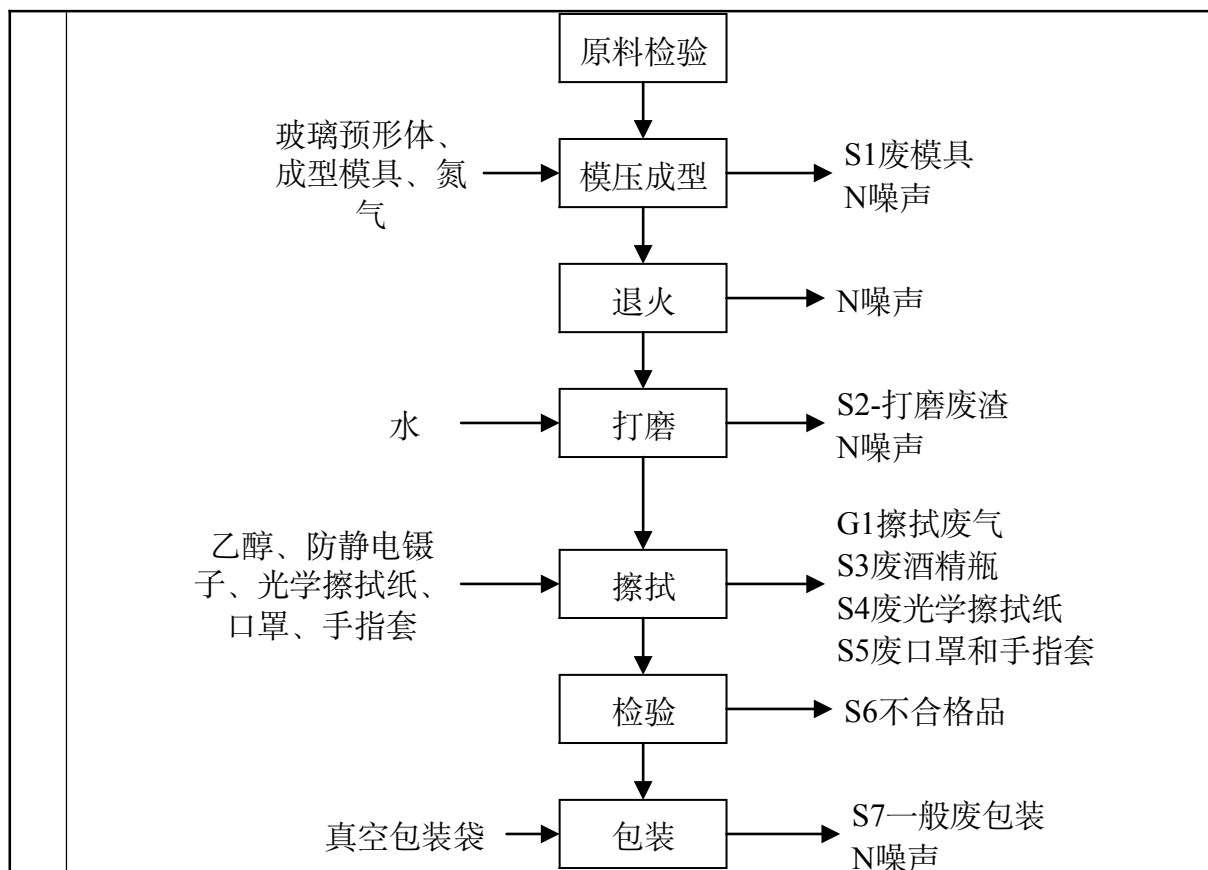 原料检验
玻璃预形体、
成型模具、氮
气
模压成型
S1废模具
N噪声
退火
N噪声
水
打磨
S2-打磨废渣
N噪声
乙醇、防静电镊
子、光学擦拭纸、
口罩、手指套
擦拭
G1擦拭废气
S3废酒精瓶
S4废光学擦拭纸
S5废口罩和手指套
检验
S6不合格品
真空包装袋
包装
S7一般废包装
N噪声